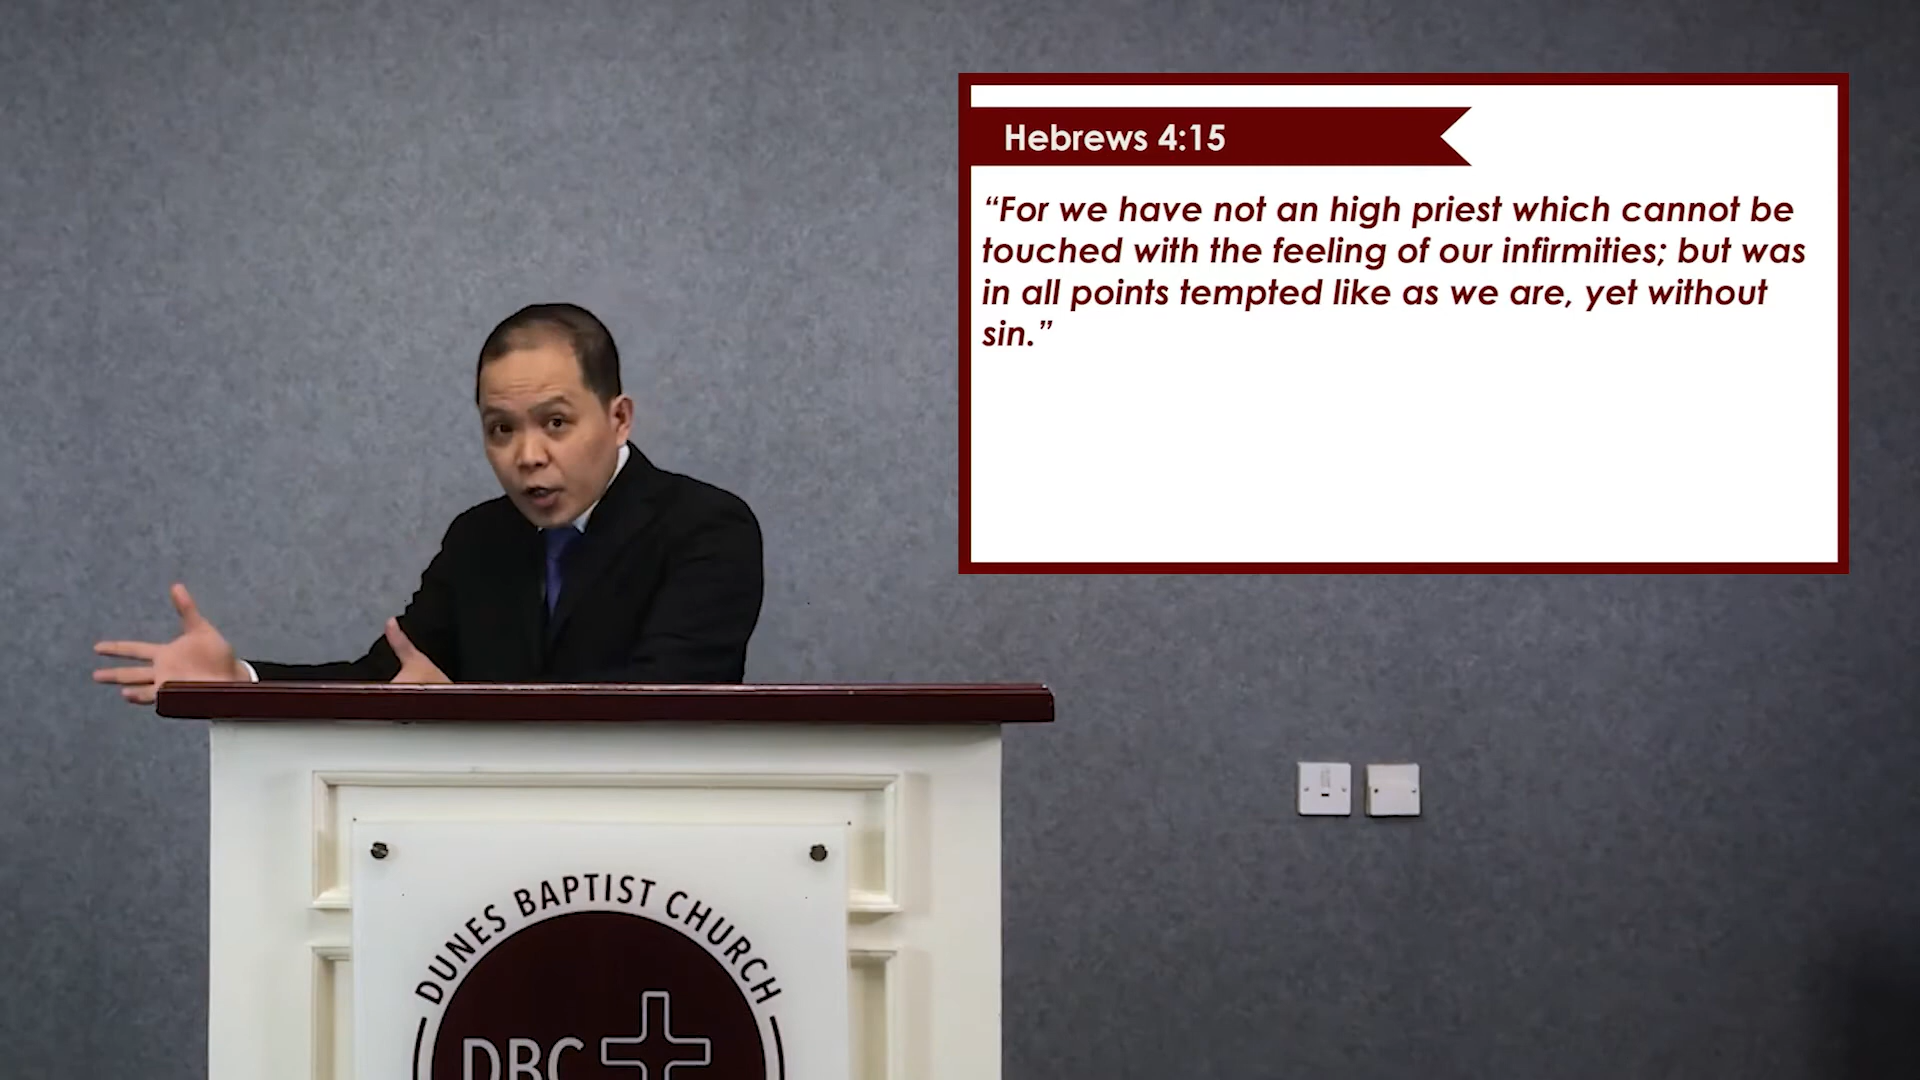 Hebrews 4:15
“For we have not an high priest which cannot be
touched with the feeling of our infirmities; but was
in all points tempted like as we are, yet without
sin.”
DUNES BAPTIST CHURCH
DBC